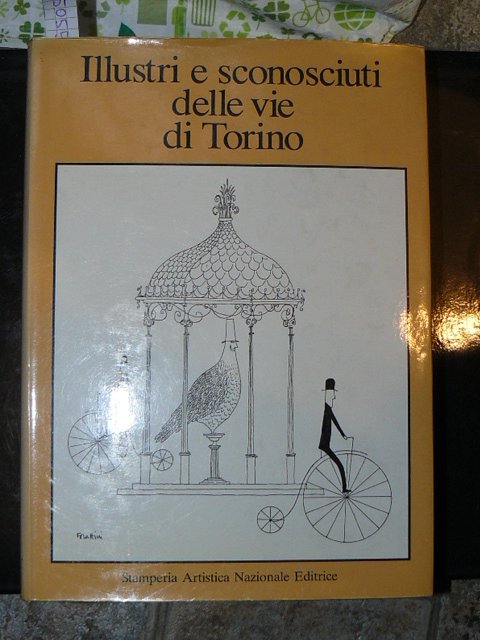 Illustri e sconosciuti
delle vie
di Torino
Stamperia Artistica Nazionale Editrice